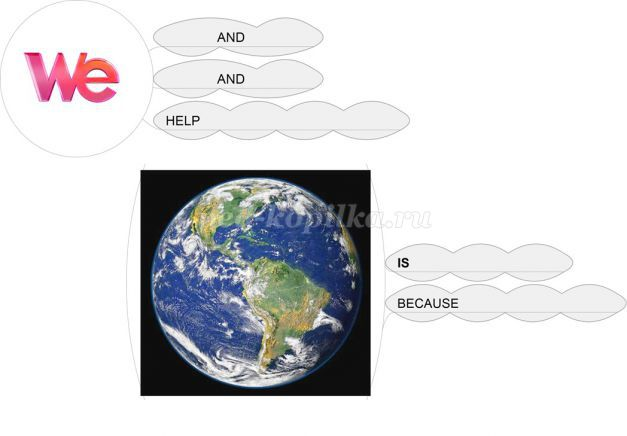 We
AND
AND
HELP
IS
BECAUSE